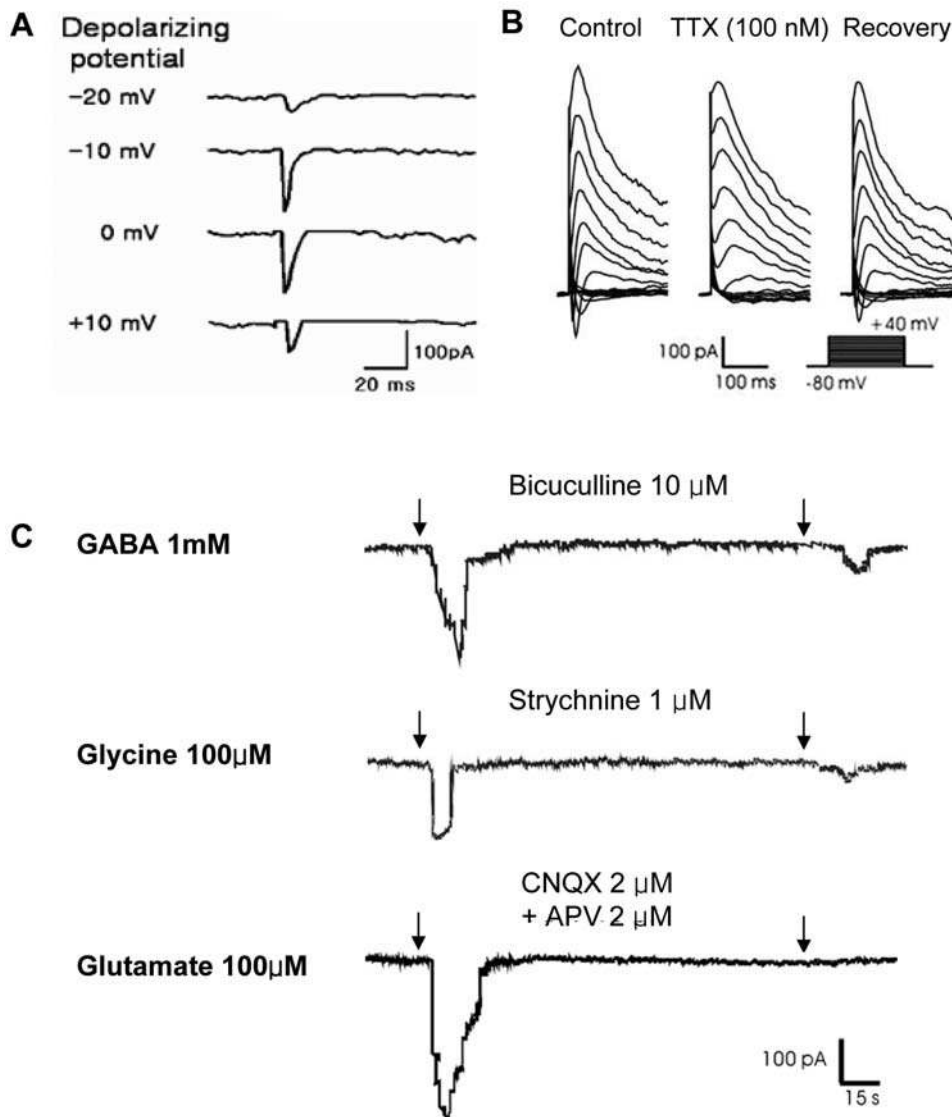 A
Depolarizing
potential
−20 mV
−10 mV
0 mV
+10 mV
100pA
20 ms
B
Control TTX (100 nM) Recovery
+40 mV
100 pA
100 ms
-80 mV
C
Bicuculline 10 μM
GABA 1mM
Strychnine 1 μM
Glycine 100μM
CNQX 2 μM
+ APV 2 μM
Glutamate 100μM
100 pA
15 s